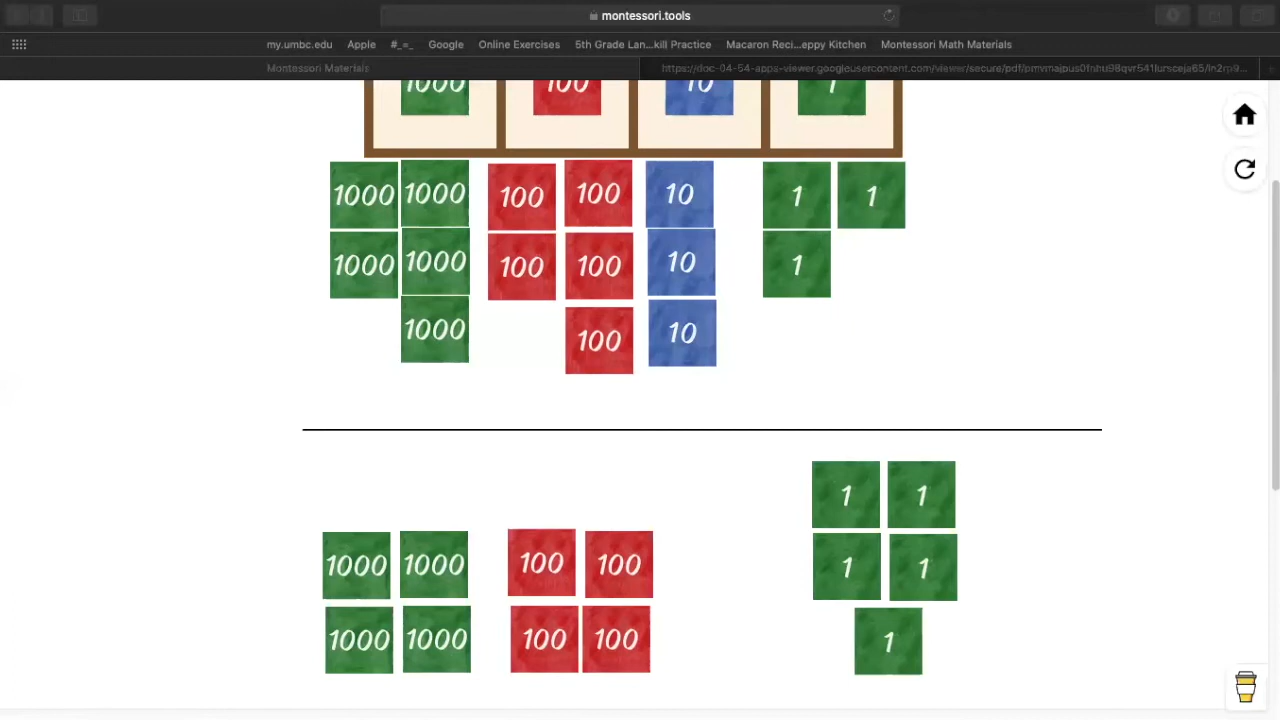 montessori.tools
my.umbc.edu Apple #_=_ Google Online Exercises 5th Grade Lan...kill Practice Macaron Reci...eppy Kitchen Montessori Math Materials
Montessori Materials
1000 100 10 1
1000 1000 100 100 10 1 1
1000 1000 100 100 10 1
1000 100 10
1 1
1000 1000 100 100 1 1
1000 1000 100 100 1